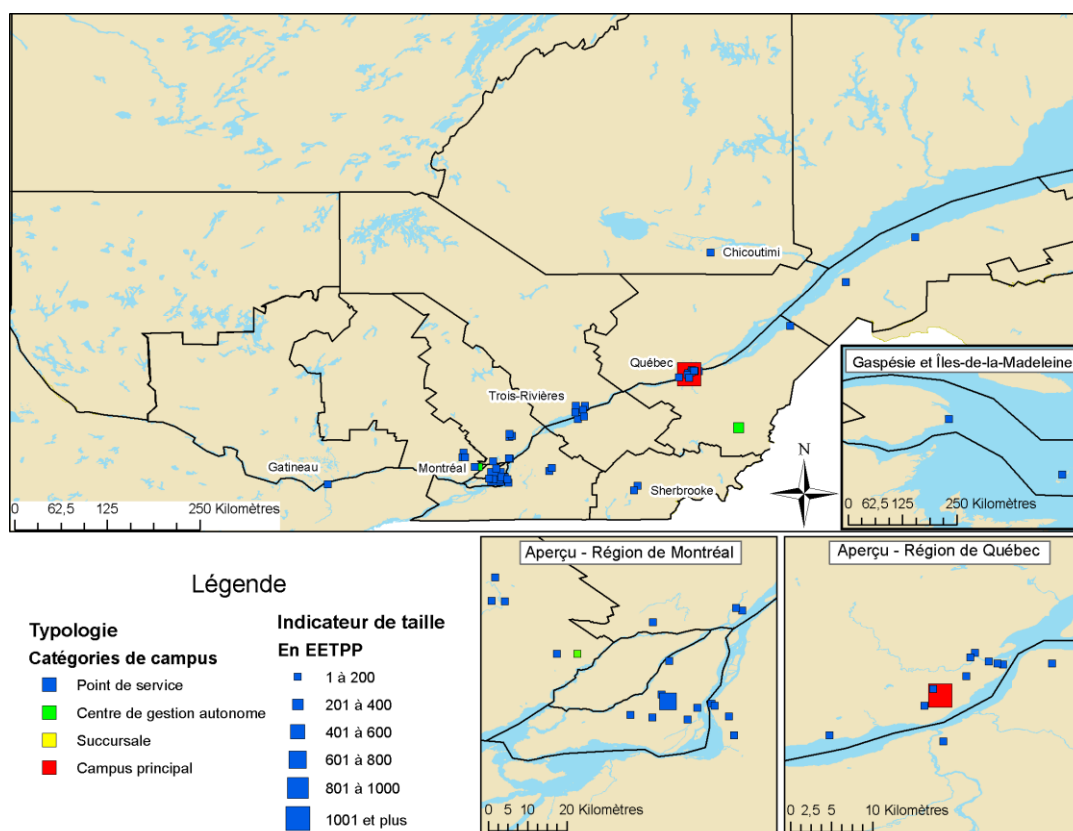 Chicoutimi
Québec
Gaspésie et Îles-de-la-Madeleine
Trois-Rivières
Gatineau
Montréal
Sherbrooke
N
0 62,5 125 250 Kilomètres
0 62,5 125 250 Kilomètres
Légende
Typologie
Catégories de campus
Point de service
Centre de gestion autonome
Succursale
Campus principal
Indicateur de taille
En EETPP
1 à 200
201 à 400
401 à 600
601 à 800
801 à 1000
1001 et plus
Aperçu - Région de Montréal
0 5 10 20 Kilomètres
Aperçu - Région de Québec
0 2,5 5 10 Kilomètres